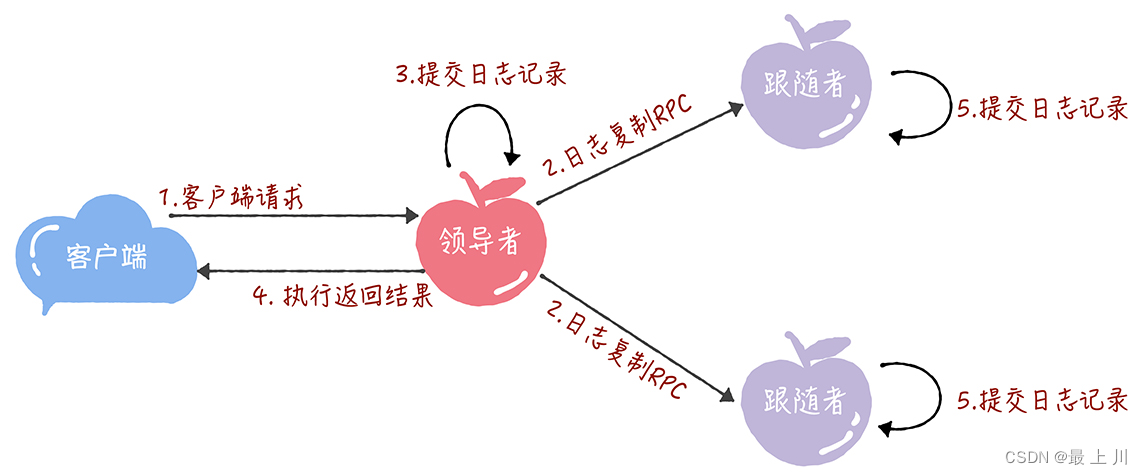 跟随者
3.提交日志记录
5.提交日志记录
2.日志复制RPC
1.客户端请求
客户端
领导者
4. 执行返回结果
2.日志复制RPC
跟随者
5.提交日志记录
CSDN @最 上 川